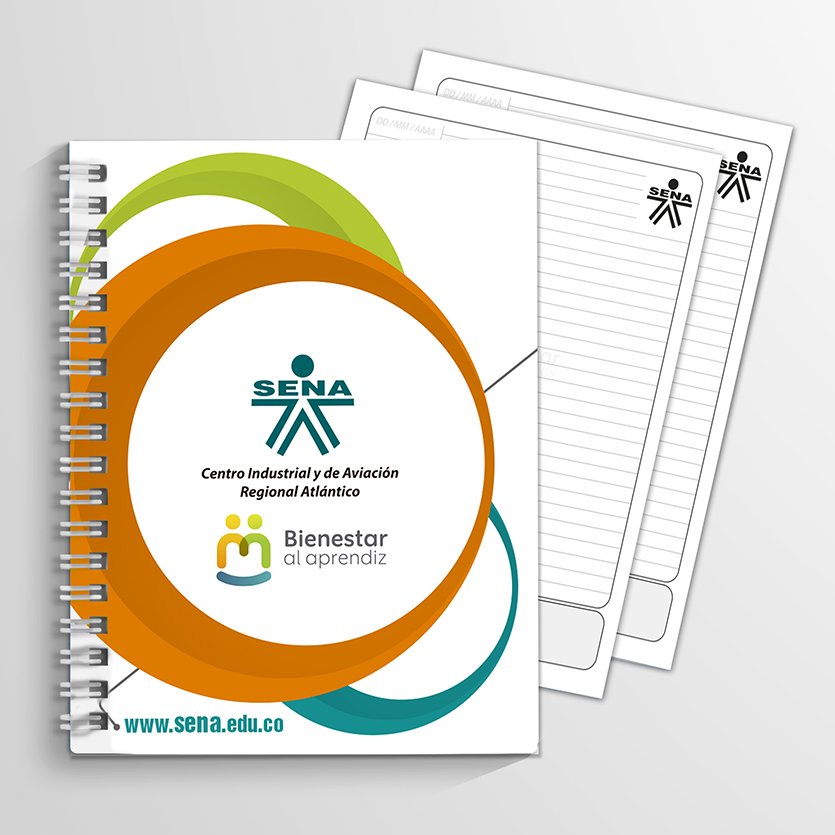 SENA
Centro Industrial y de Aviación
Regional Atlántico
Bienestar
al aprendiz
www.sena.edu.co
DD / MM / AAAA
SENA
DD / MM / AAAA
SENA